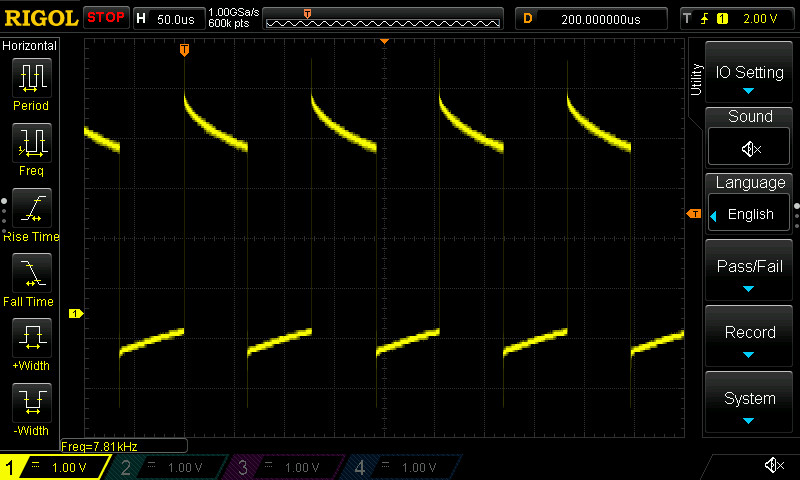 RIGOL STOP H 50.0us 1.00GSa/s D 200.000000us T 1 2.00 V
600k pts
T
Horizontal
Period
Freq
Rise Time
Fall Time
+Width
-Width
T
1
Freq=7.81kHz
Utility
IO Setting
Sound
Language
English
Pass/Fail
Record
System
1 1.00 V 2 1.00 V 3 1.00 V 4 1.00 V